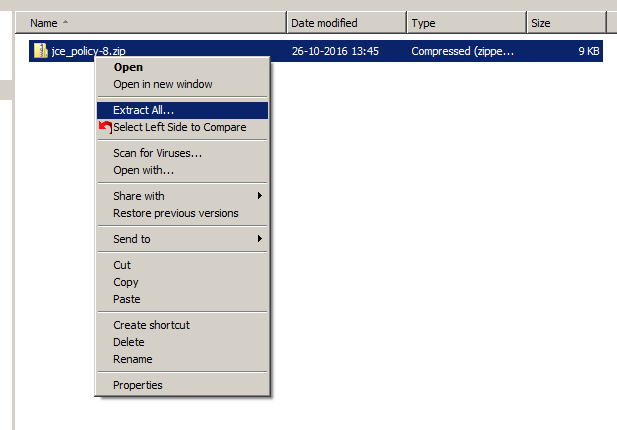 Name Date modified Type Size
jce_policy-8.zip 26-10-2016 13:45 Compressed (zippe... 9 KB
Open
Open in new window
Extract All...
Select Left Side to Compare
Scan for Viruses...
Open with...
Share with
Restore previous versions
Send to
Cut
Copy
Paste
Create shortcut
Delete
Rename
Properties